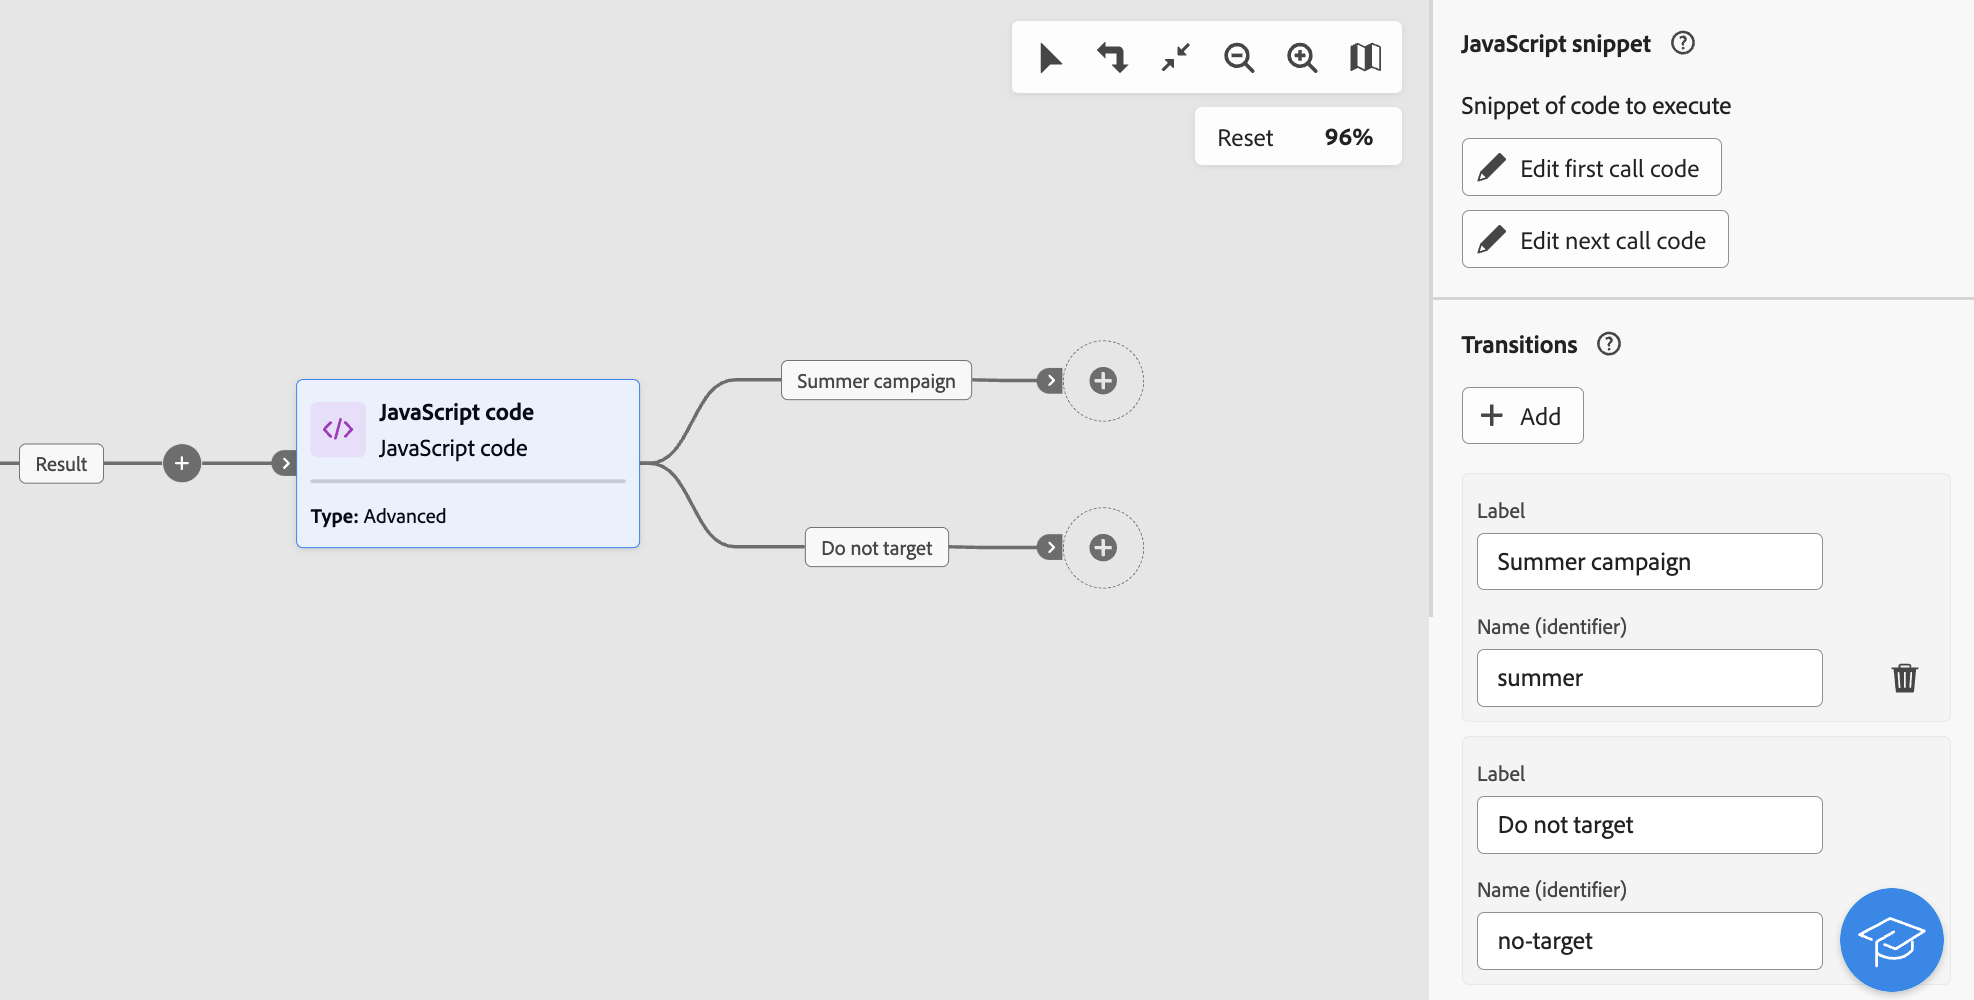 Reset 96%
Result
JavaScript code
JavaScript code
Type: Advanced
Summer campaign
Do not target
JavaScript snippet
Snippet of code to execute
Edit first call code
Edit next call code
Transitions
Add
Label
Summer campaign
Name (identifier)
summer
Label
Do not target
Name (identifier)
no-target